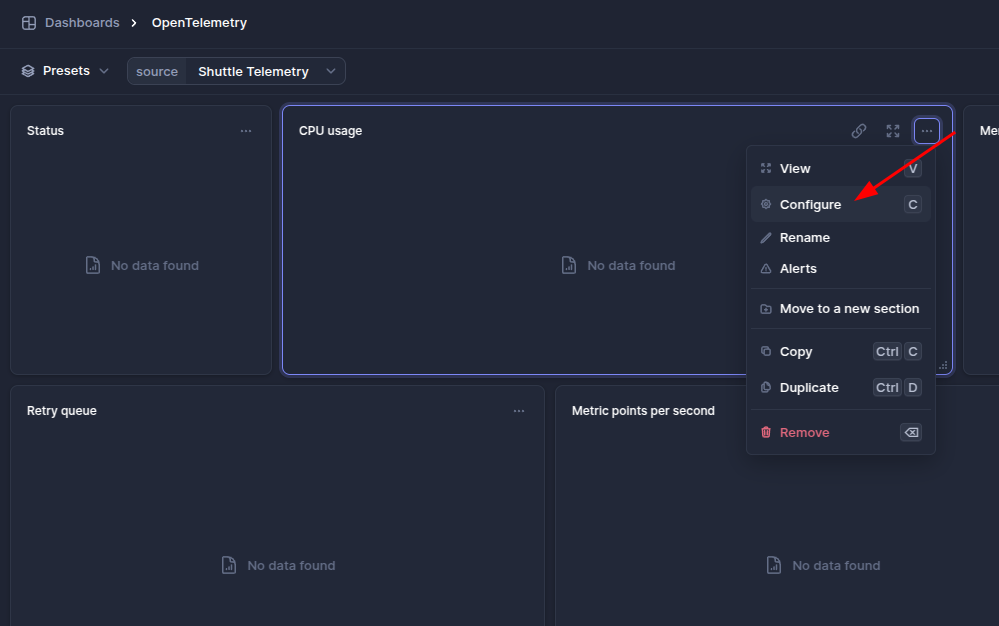 Dashboards > OpenTelemetry
Presets source Shuttle Telemetry
Status ... CPU usage ... Me
View V
Configure C
Rename
No data found No data found Alerts
Move to a new section
Copy Ctrl C
Duplicate Ctrl D
Retry queue ... Metric points per second
Remove
No data found No data found